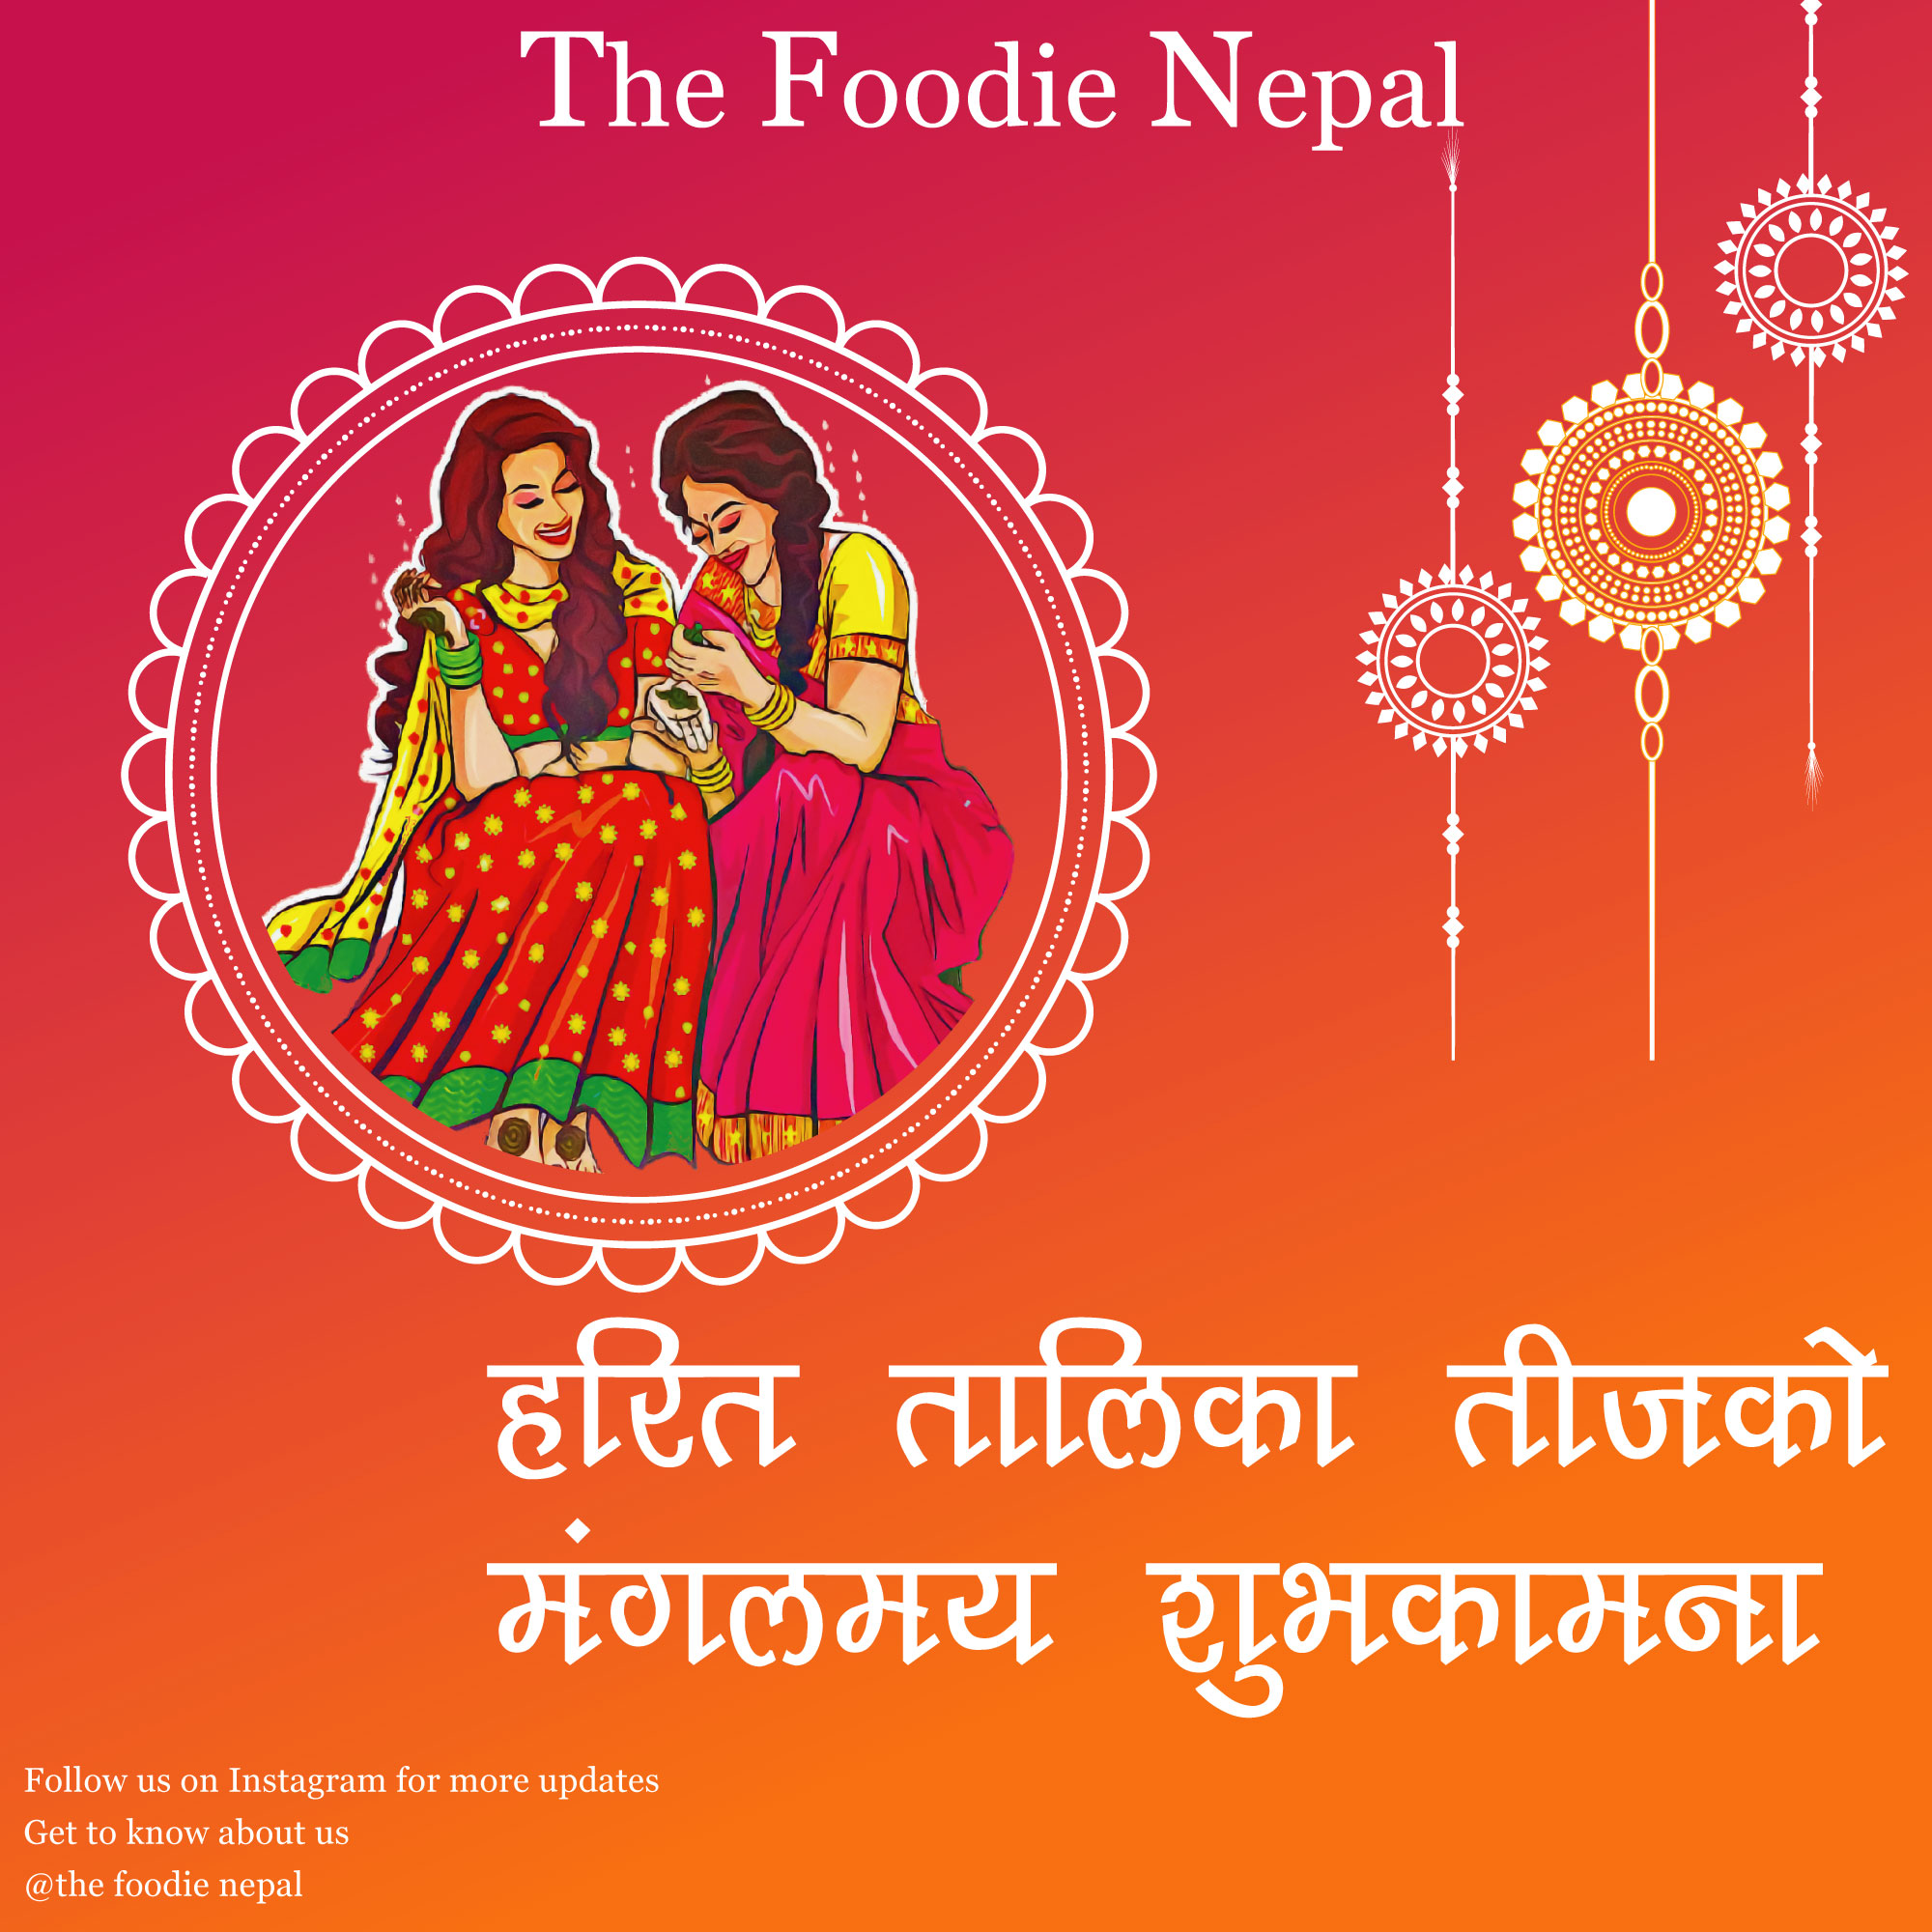 The Foodie Nepal
हरित तालिका तीजको
मंगलमय शुभकामना
Follow us on Instagram for more updates
Get to know about us
@the foodie nepal